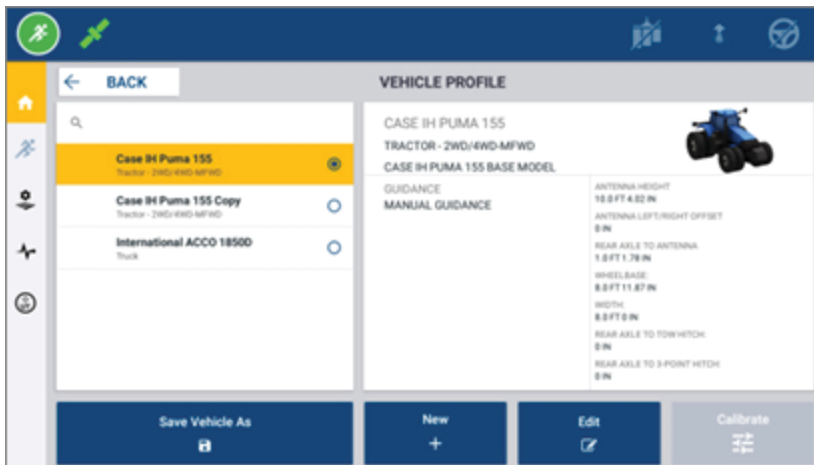 BACK
VEHICLE PROFILE
Case IH Puma 155
Tractor - 2WD/4WD-MFWD
Case IH Puma 155 Copy
Tractor - 2WD/4WD-MFWD
International ACCO 1850D
Truck
CASE IH PUMA 155
TRACTOR - 2WD/4WD-MFWD
CASE IH PUMA 155 BASE MODEL
GUIDANCE
MANUAL GUIDANCE
ANTENNA HEIGHT
10.0 FT 4.02 IN
ANTENNA LEFT/RIGHT OFFSET
0 IN
REAR AXLE TO ANTENNA
1.0 FT 1.78 IN
WHEELBASE:
8.0 FT 11.87 IN
WIDTH:
8.0 FT 0 IN
REAR AXLE TO TOW HITCH:
0 IN
REAR AXLE TO 3-POINT HITCH:
0 IN
Save Vehicle As
New
Edit
Calibrate